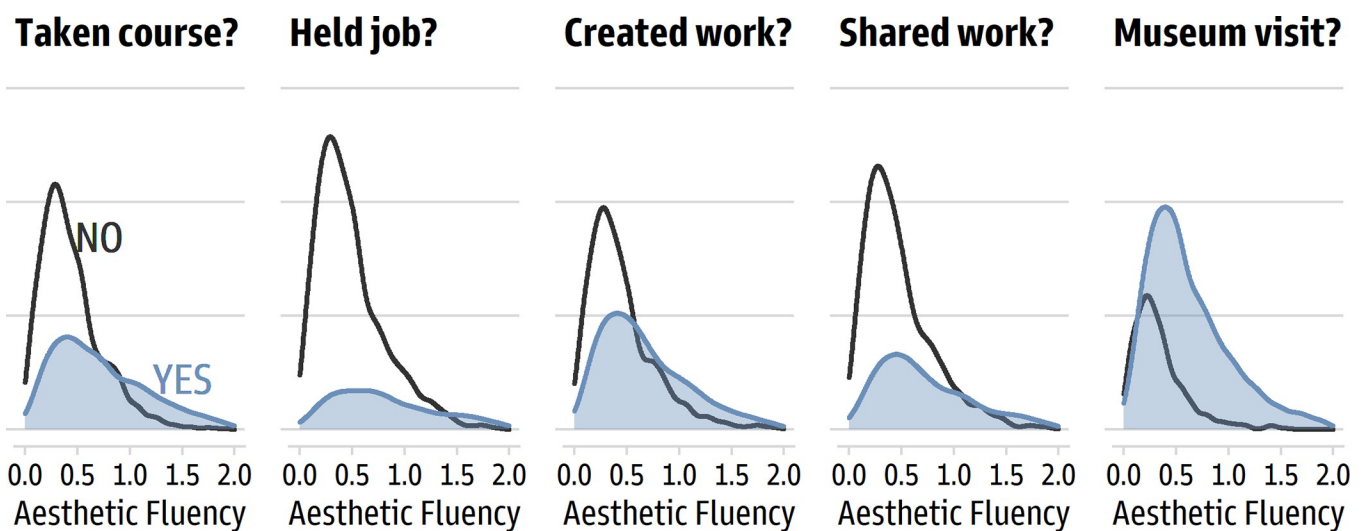 Taken course? Held job? Created work? Shared work? Museum visit?
NO
YES
0.0 0.5 1.0 1.5 2.0 0.0 0.5 1.0 1.5 2.0 0.0 0.5 1.0 1.5 2.0 0.0 0.5 1.0 1.5 2.0 0.0 0.5 1.0 1.5 2.0
Aesthetic Fluency Aesthetic Fluency Aesthetic Fluency Aesthetic Fluency Aesthetic Fluency